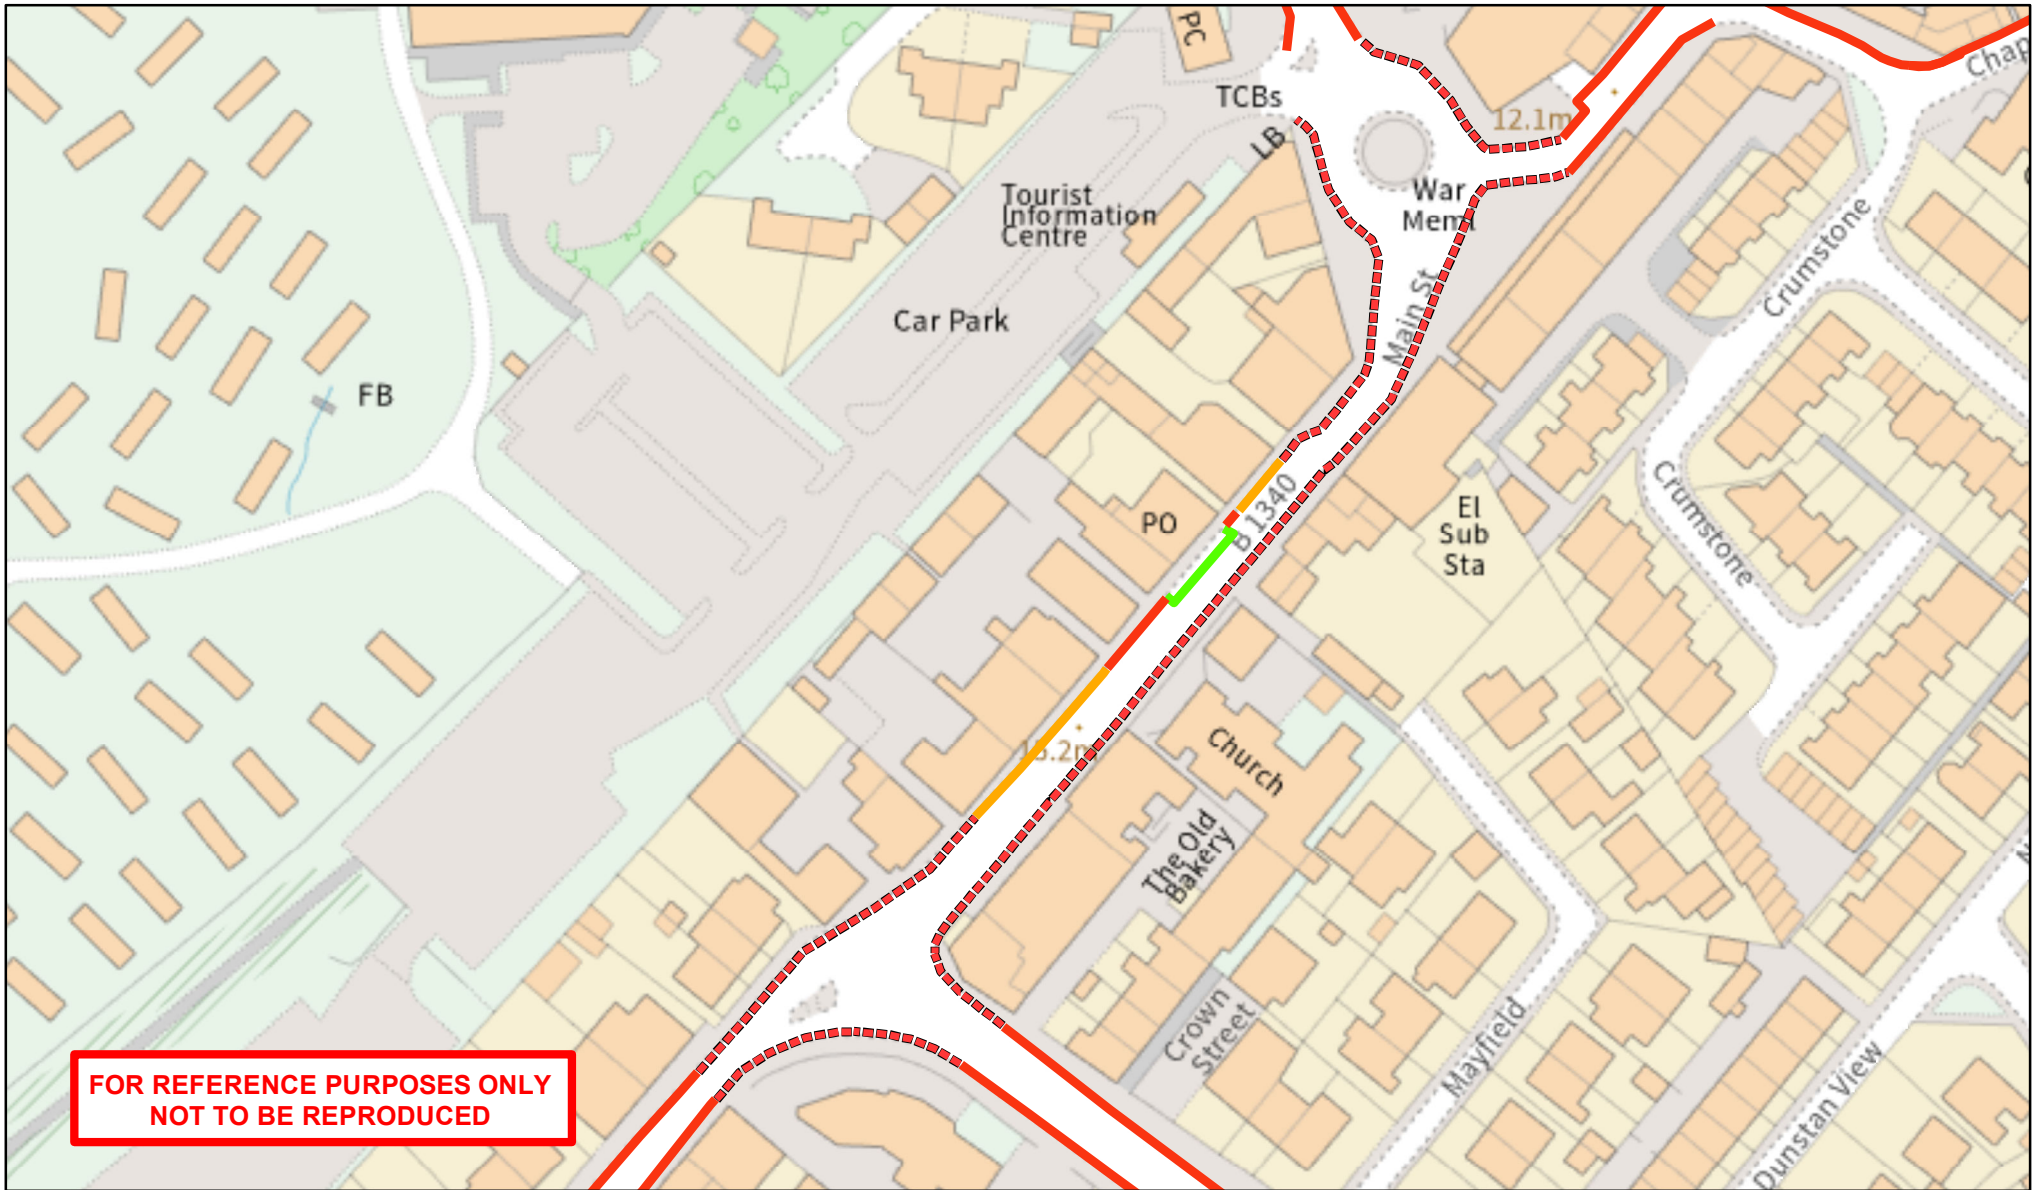 PC
Chap
TCBs
12.1m
LB
Tourist
Information
Centre
War
Meml
Crumstone
Car Park
Main St
FB
B 1340
PO
El
Sub
Sta
Crumstone
Church
The Old
Bakery
Crown
Street
Mayfield
Dunstan View
FOR REFERENCE PURPOSES ONLY
NOT TO BE REPRODUCED